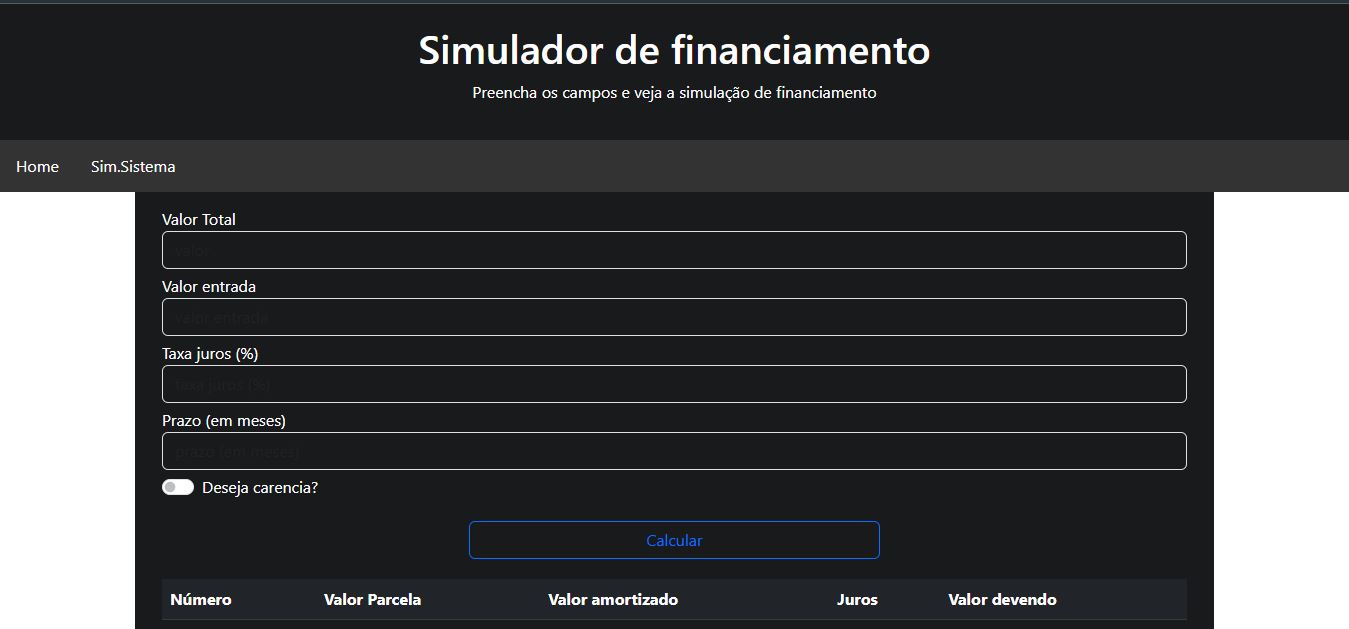 Simulador de financiamento
Preencha os campos e veja a simulação de financiamento
Home Sim.Sistema
Valor Total
valor
Valor entrada
valor entrada
Taxa juros (%)
taxa juros (%)
Prazo (em meses)
prazo (em meses)
Deseja carencia?
Calcular
Número Valor Parcela Valor amortizado Juros Valor devendo